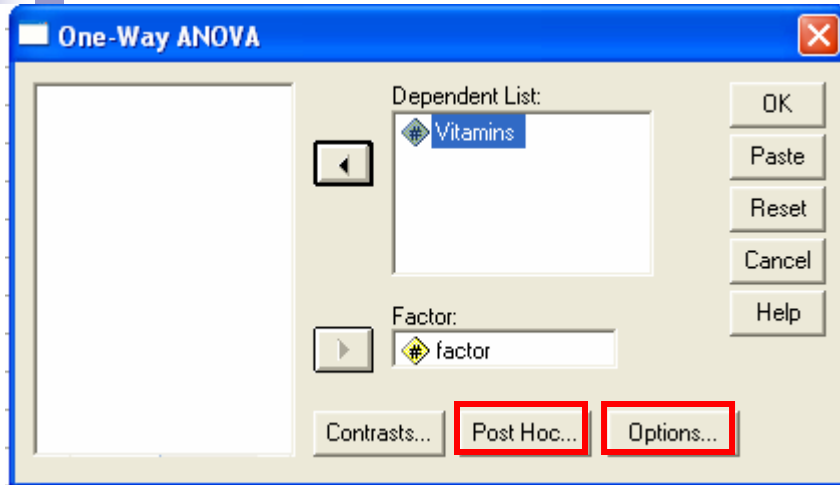 One-Way ANOVA
Dependent List:
Vitamins
Factor:
factor
OK
Paste
Reset
Cancel
Help
Contrasts...
Post Hoc...
Options...